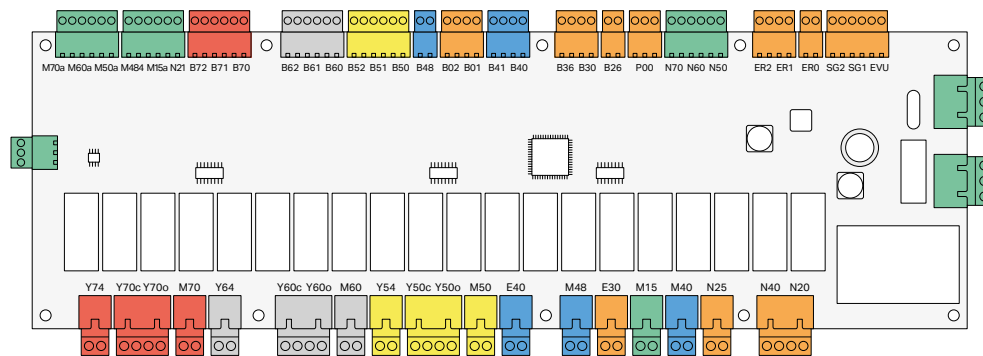 M70a M60a M50a M484 M15a N21 B72 B71 B70 B62 B61 B60 B52 B51 B50 B48 B02 B01 B41 B40 B36 B30 B26 P00 N70 N60 N50 ER2 ER1 ER0 SG2 SG1 EVU
Y74 Y70c Y70o M70 Y64 Y60c Y60o M60 Y54 Y50c Y50o M50 E40 M48 E30 M15 M40 N25 N40 N20